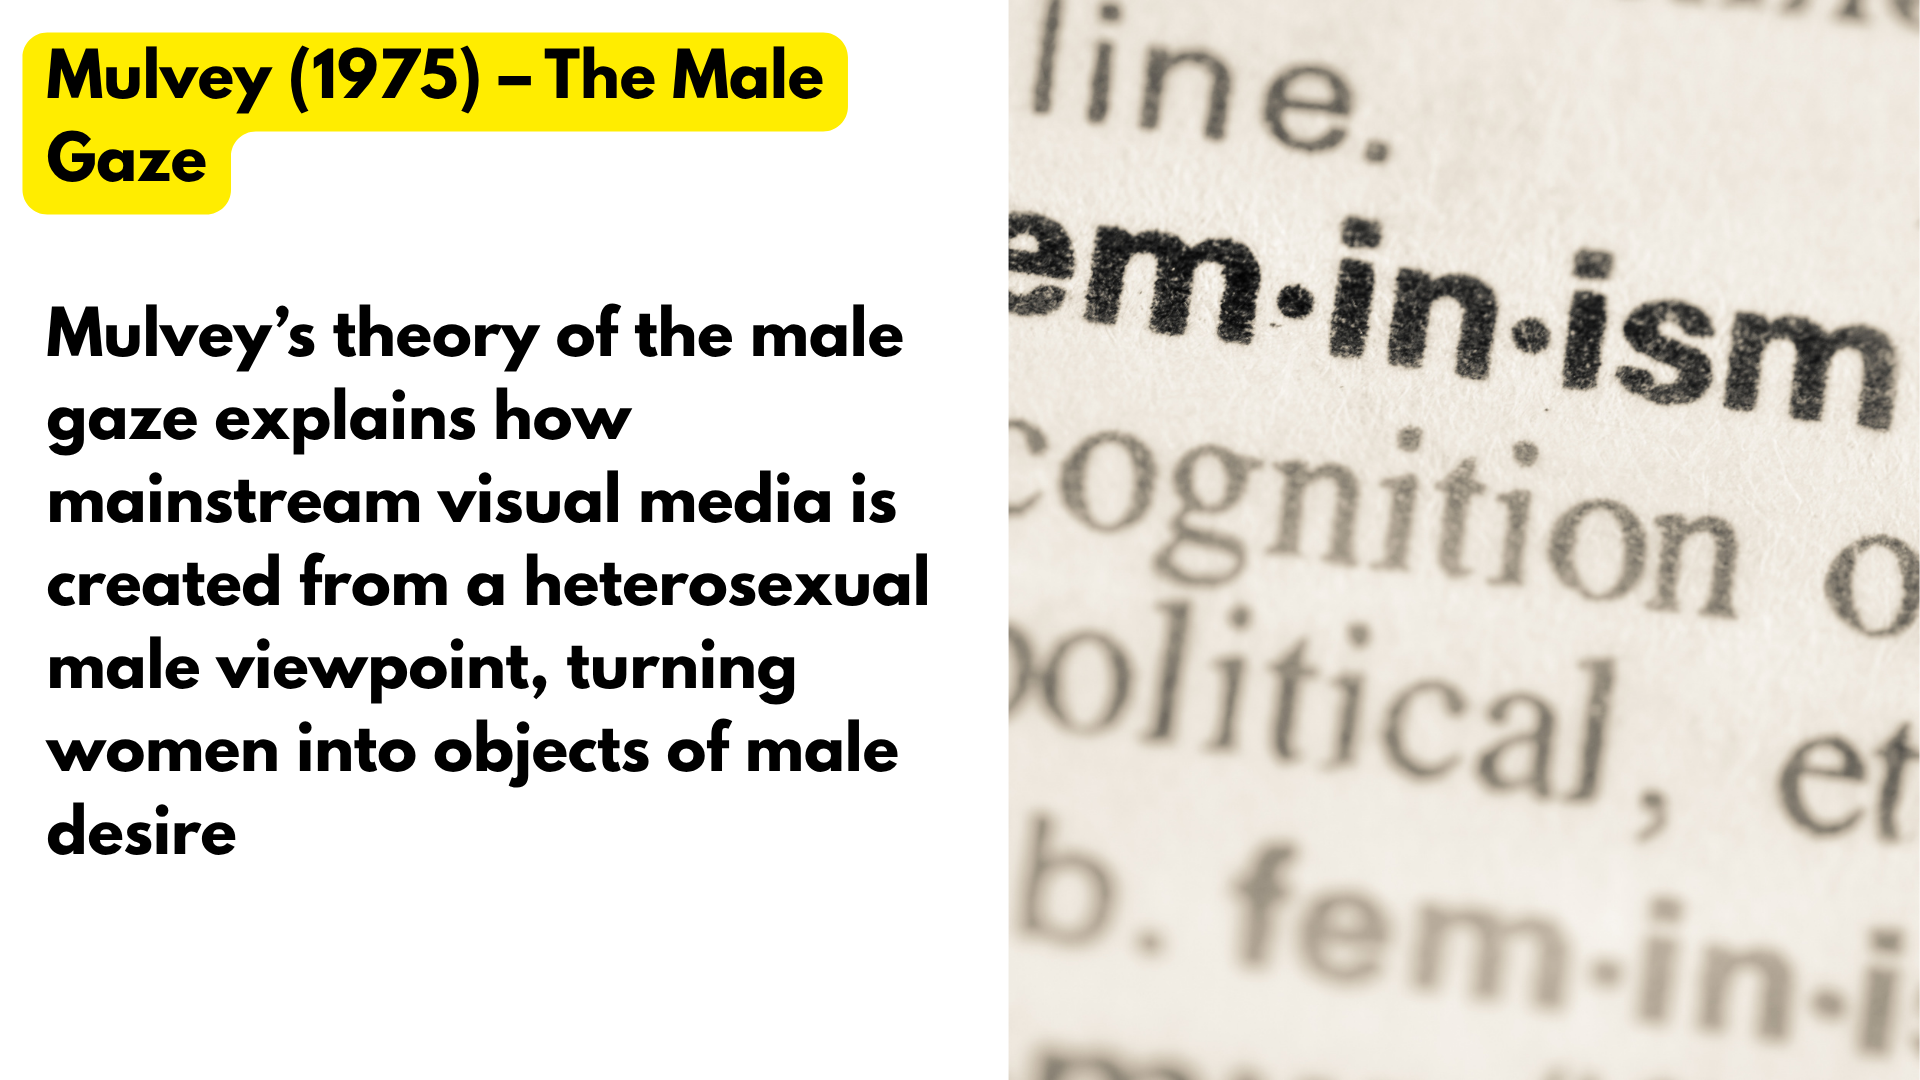 Mulvey (1975) – The Male
Gaze
Mulvey’s theory of the male
gaze explains how
mainstream visual media is
created from a heterosexual
male viewpoint, turning
women into objects of male
desire
line.
em·in·ism
cognition o
political, et
b. fem·in·i